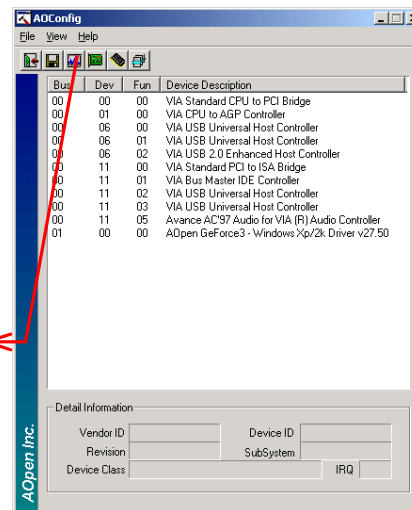 AOConfig
File View Help
Bus Dev Fun Device Description
00 00 00 VIA Standard CPU to PCI Bridge
00 01 00 VIA CPU to AGP Controller
00 06 00 VIA USB Universal Host Controller
00 06 01 VIA USB Universal Host Controller
00 06 02 VIA USB 2.0 Enhanced Host Controller
00 11 00 VIA Standard PCI to ISA Bridge
00 11 01 VIA Bus Master IDE Controller
00 11 02 VIA USB Universal Host Controller
00 11 03 VIA USB Universal Host Controller
00 11 05 Avance AC'97 Audio for VIA (R) Audio Controller
01 00 00 AOpen GeForce3 - Windows Xp/2k Driver v27.50
Detail Information
Vendor ID Device ID
Revision SubSystem
Device Class IRQ
AOpen Inc.